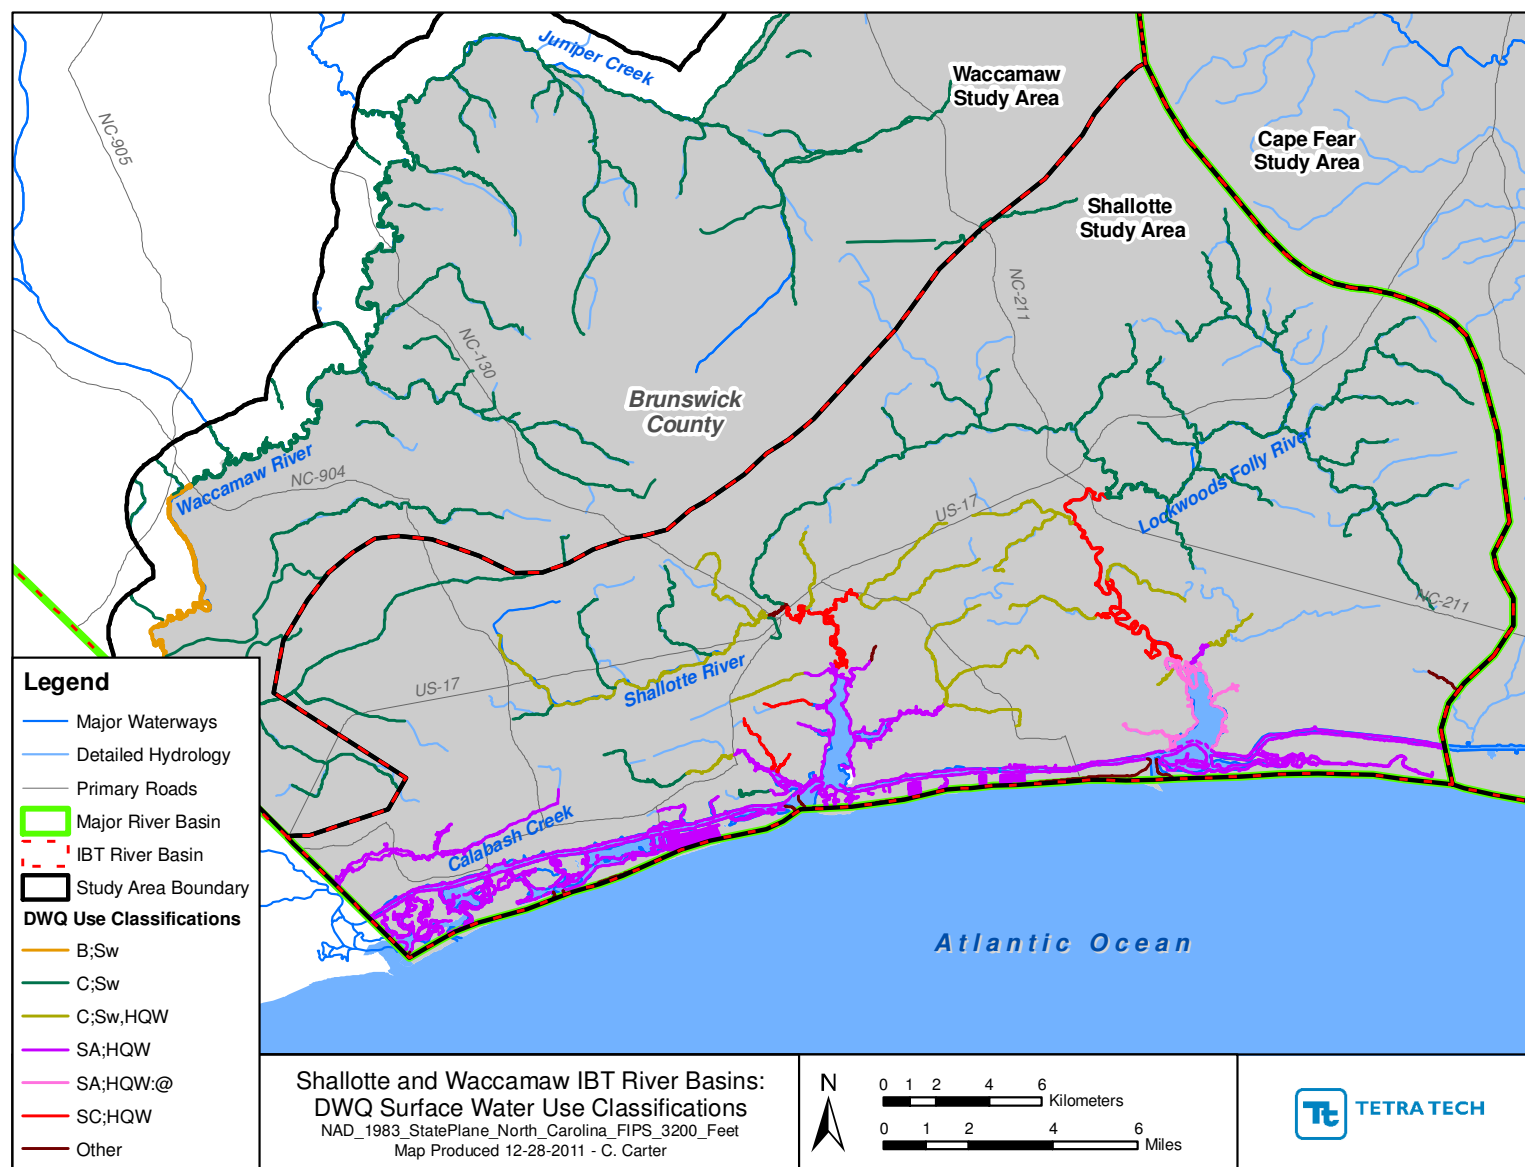 Juniper Creek
NC-905
Waccamaw
Study Area
Cape Fear
Study Area
Shallotte
Study Area
NC-211
NC-130
Brunswick
County
Waccamaw River
NC-904
Lockwoods Folly River
US-17
NC-211
Shallotte River
US-17
Calabash Creek
Atlantic Ocean
Legend
Major Waterways
Detailed Hydrology
Primary Roads
Major River Basin
IBT River Basin
Study Area Boundary
DWQ Use Classifications
B;Sw
C;Sw
C;Sw,HQW
SA;HQW
SA;HQW:@
SC;HQW
Other
Shallotte and Waccamaw IBT River Basins:
DWQ Surface Water Use Classifications
NAD_1983_StatePlane_North_Carolina_FIPS_3200_Feet
Map Produced 12-28-2011 - C. Carter
N
0 1 2 4 6
Kilometers
0 1 2 4 6
Miles
Tt TETRA TECH